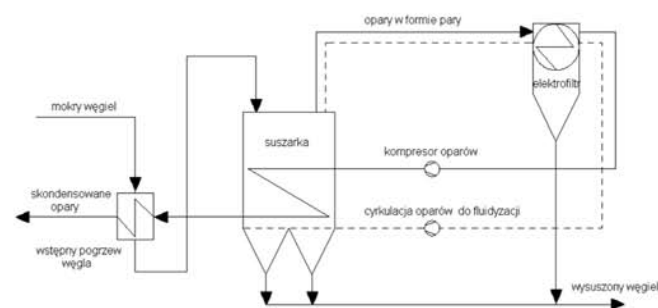 opary w formie pary
elektrofiltr
mokry węgiel
suszarka
kompresor oparów
skondensowane
opary
cyrkulacja oparów do fluidyzacji
wstępny pogrzew
węgla
wysuszony węgiel